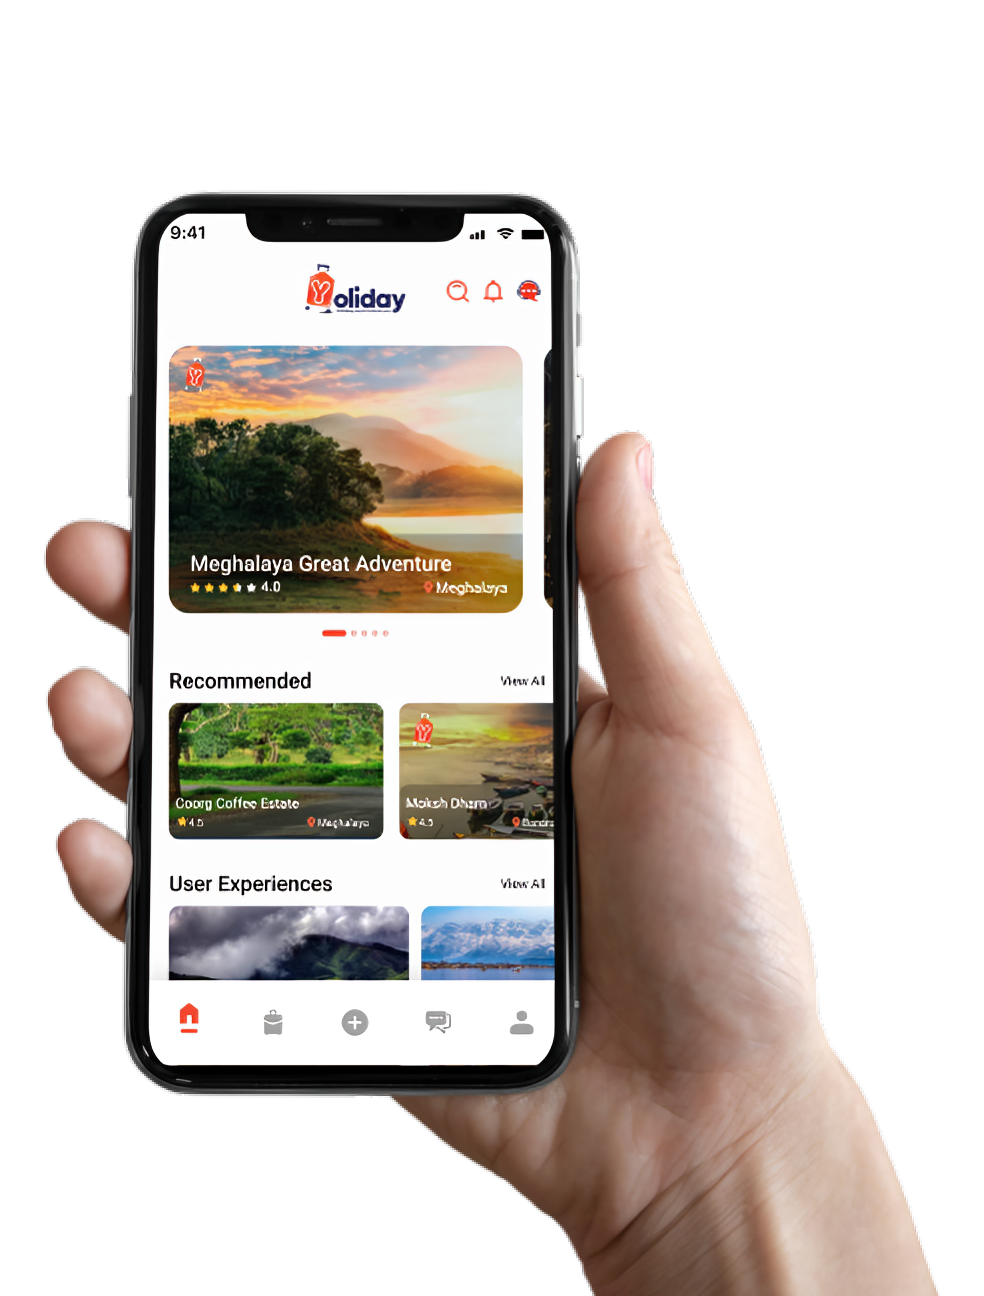 9:41
Yoliday
Meghalaya Great Adventure
4.0
Meghalaya
Recommended
View All
Coorg Coffee Estate
4.5
Meghalaya
Moksh Dham
4.5
User Experiences
View All